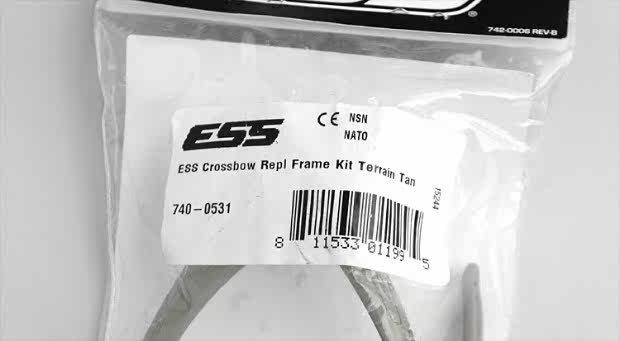 742-0006 REV-B
ESS
CE NSN
NATO
ESS Crossbow Repl Frame Kit Terrain Tan
740-0531
15244
8 11533 01199 5